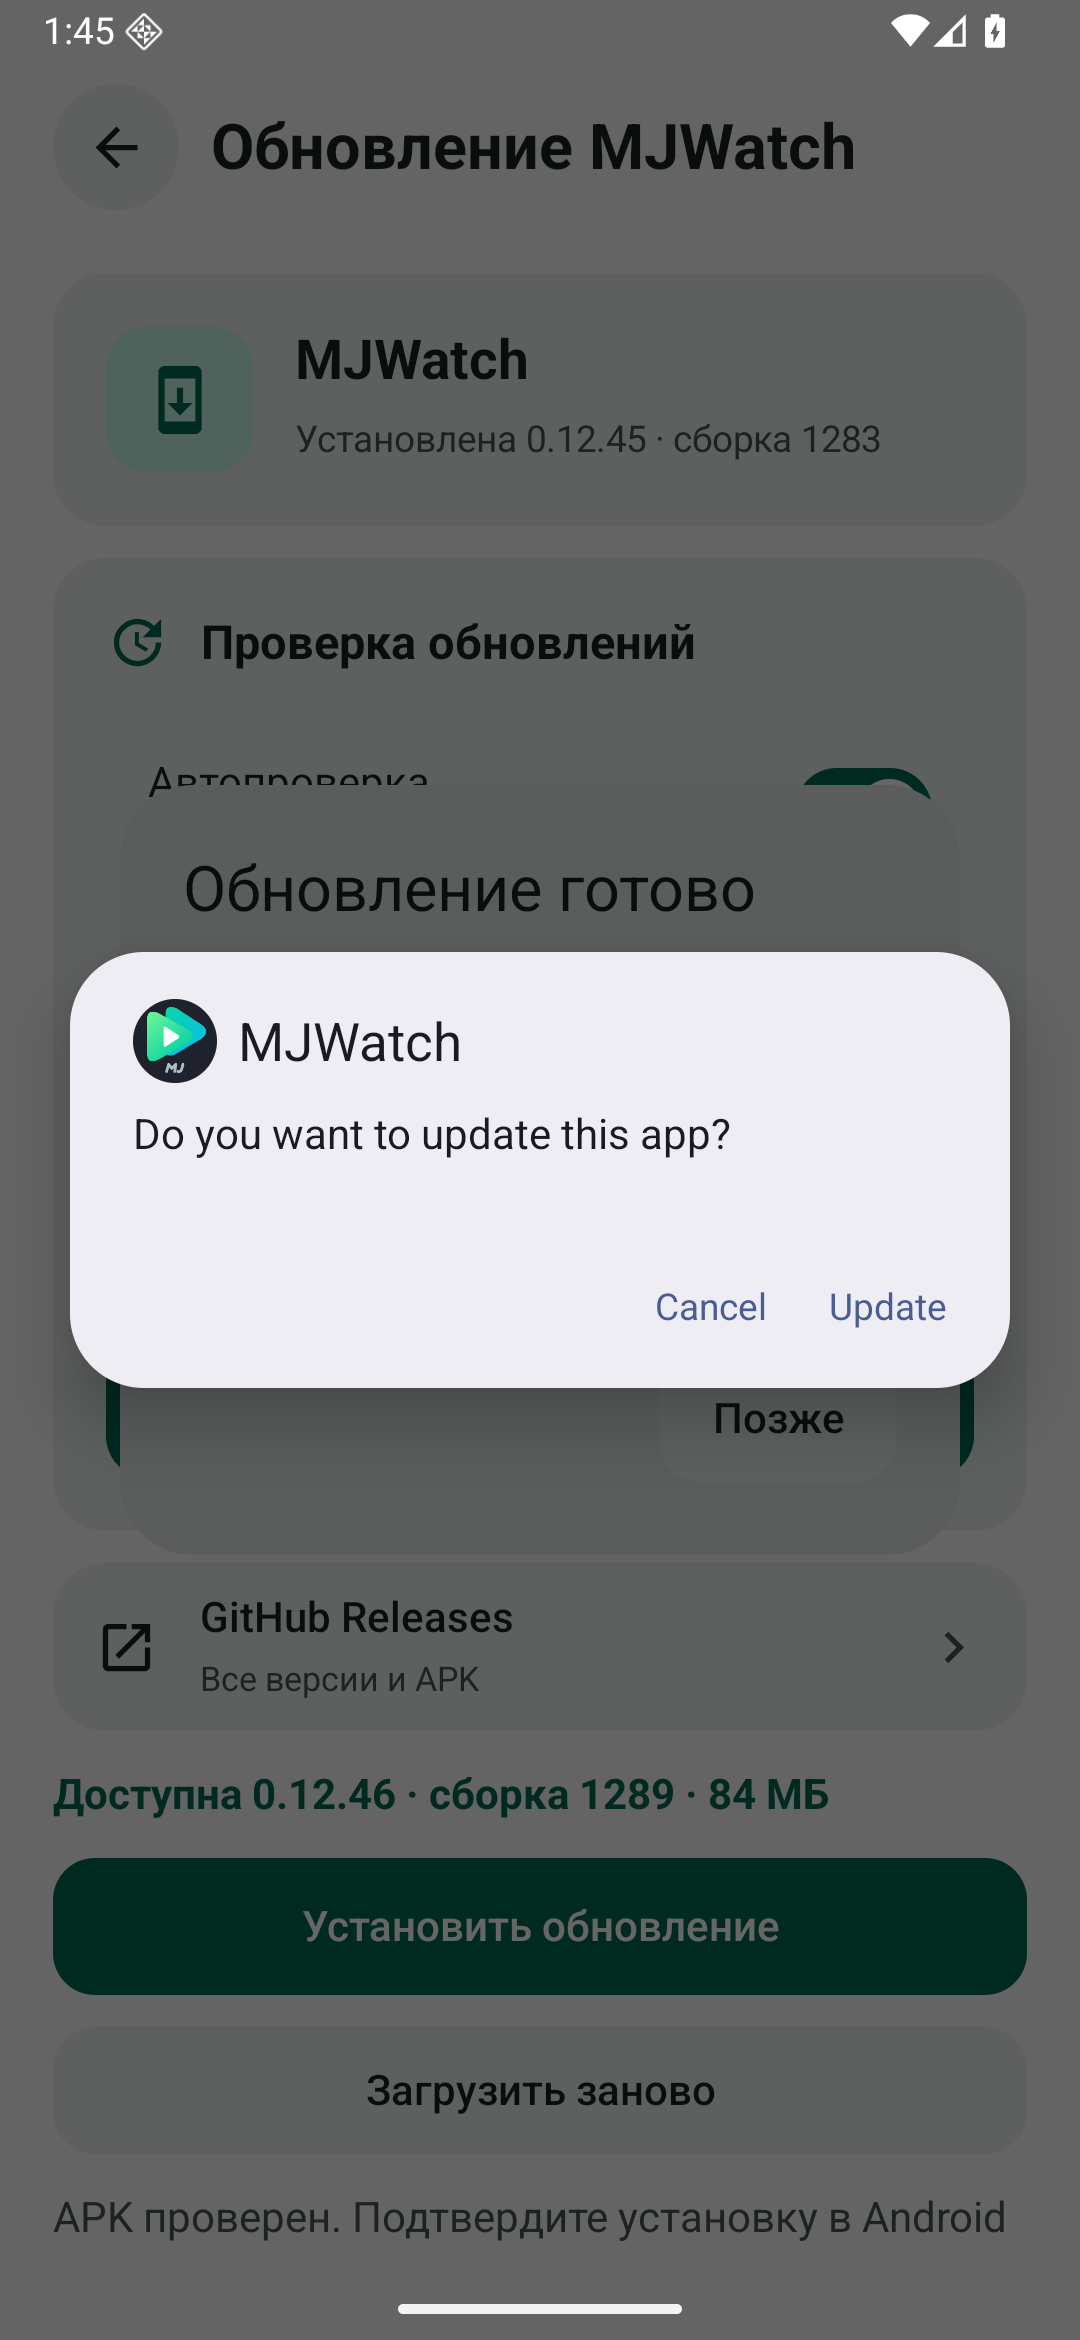 1:45
Обновление MJWatch
MJWatch
Установлена 0.12.45 · сборка 1283
Проверка обновлений
Автопроверка
Обновление готово
MJ
MJWatch
Do you want to update this app?
Cancel
Update
Позже
GitHub Releases
Все версии и APK
Доступна 0.12.46 · сборка 1289 · 84 МБ
Установить обновление
Загрузить заново
APK проверен. Подтвердите установку в Android